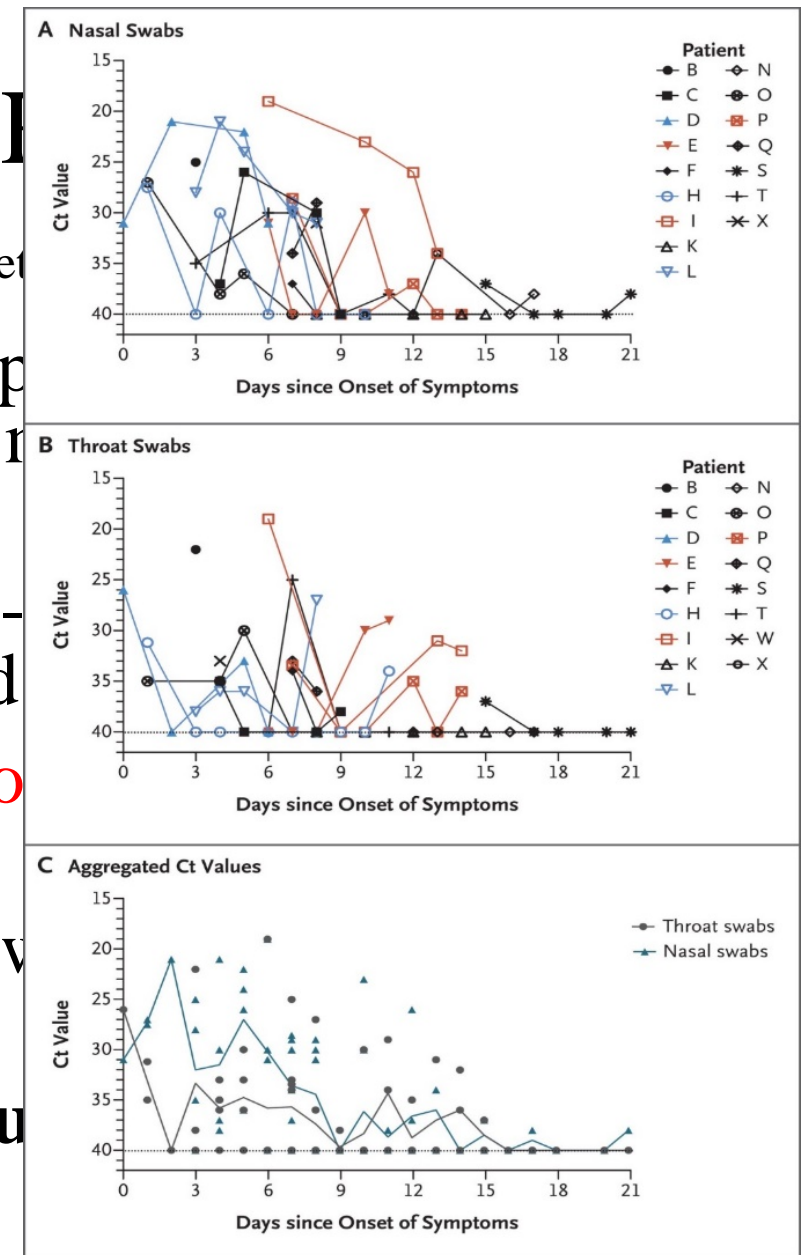 A Nasal Swabs
15
20
25
30
35
40
Ct Value
0 3 6 9 12 15 18 21
Days since Onset of Symptoms
Patient
B N
C O
D P
E Q
F S
H T
I X
K
L
et
p
r
d
o
v
u
B Throat Swabs
15
20
25
30
35
40
Ct Value
0 3 6 9 12 15 18 21
Days since Onset of Symptoms
Patient
B N
C O
D P
E Q
F S
H T
I W
K X
L
C Aggregated Ct Values
15
20
25
30
35
40
Ct Value
0 3 6 9 12 15 18 21
Days since Onset of Symptoms
Throat swabs
Nasal swabs